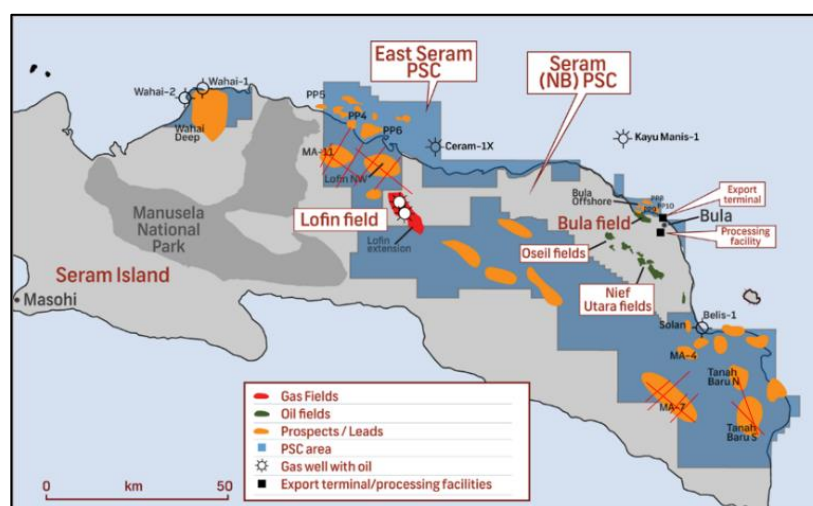 East Seram
PSC
Seram
(NB) PSC
Wahai-1
Wahai-2
Wahai
Deep
PP5
PP4
PP6
MA-11
Lofin NW
Ceram-1X
Kayu Manis-1
Lofin field
Lofin
extension
Manusela
National
Park
Seram Island
Masohi
Bula
Offshore
PP8
PP9
PP10
Export
terminal
Bula
Bula field
Processing
facility
Oseil fields
Nief
Utara fields
Belis-1
Solan
MA-4
Tanah
Baru N
MA-7
Tanah
Baru S
Gas Fields
Oil fields
Prospects / Leads
PSC area
Gas well with oil
Export terminal/processing facilities
0 km 50